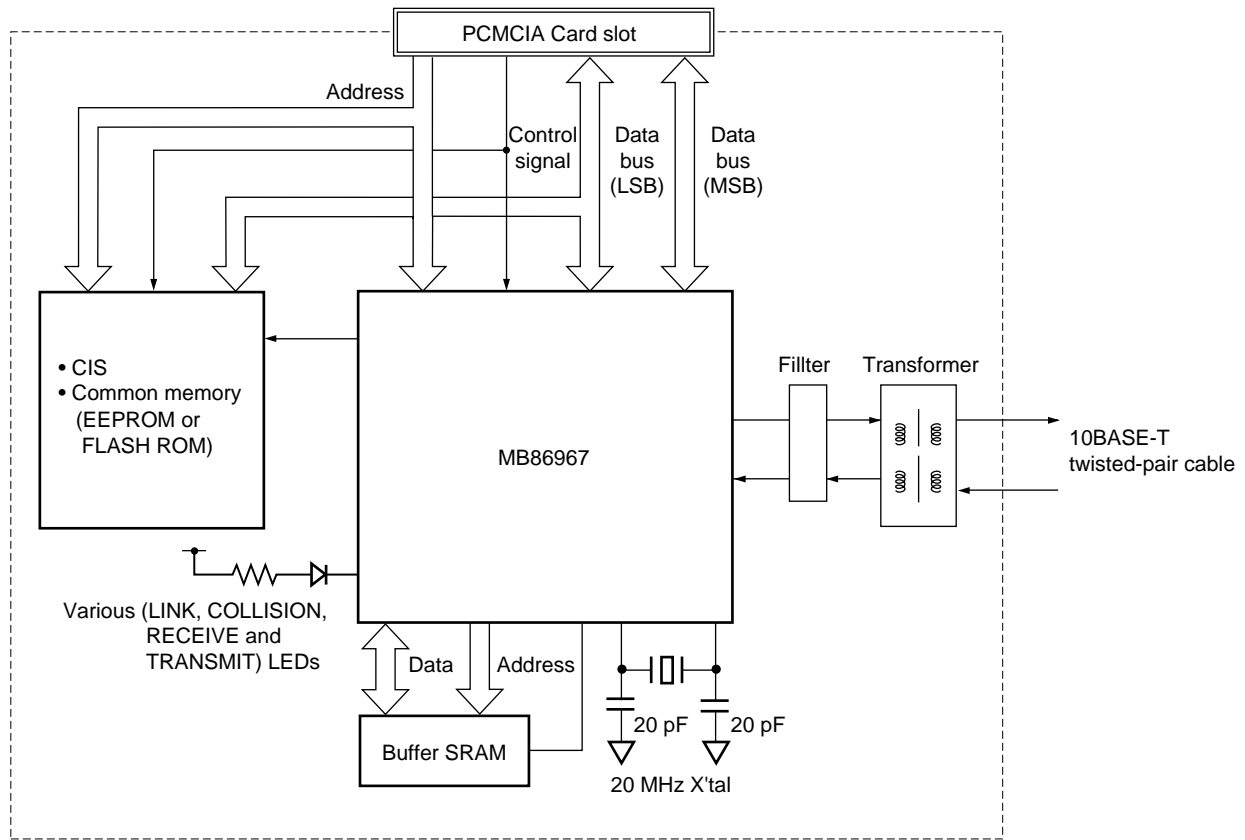 PCMCIA Card slot
Address
Control
signal
Data
bus
(LSB)
Data
bus
(MSB)
• CIS
• Common memory
(EEPROM or
FLASH ROM)
MB86967
Fillter
Transformer
10BASE-T
twisted-pair cable
Various (LINK, COLLISION,
RECEIVE and
TRANSMIT) LEDs
Data
Address
Buffer SRAM
20 pF
20 pF
20 MHz X'tal